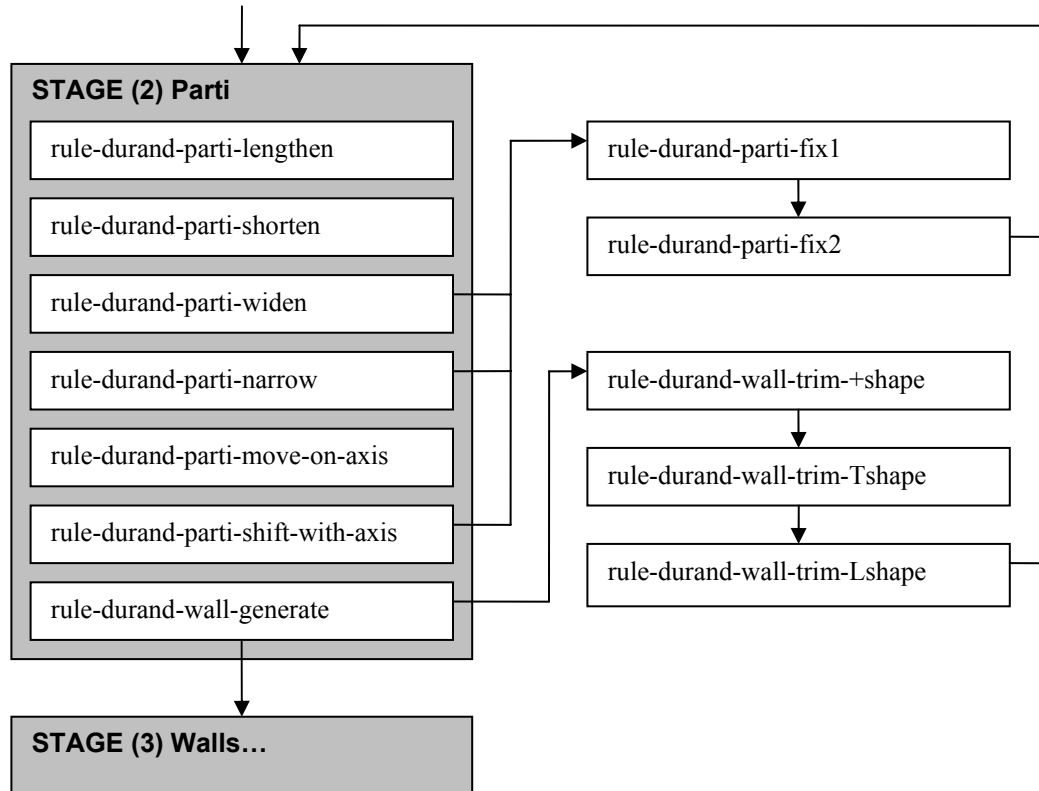 STAGE (2) Parti
rule-durand-parti-lengthen
rule-durand-parti-shorten
rule-durand-parti-widen
rule-durand-parti-narrow
rule-durand-parti-move-on-axis
rule-durand-parti-shift-with-axis
rule-durand-wall-generate
rule-durand-parti-fix1
rule-durand-parti-fix2
rule-durand-wall-trim-+shape
rule-durand-wall-trim-Tshape
rule-durand-wall-trim-Lshape
STAGE (3) Walls…